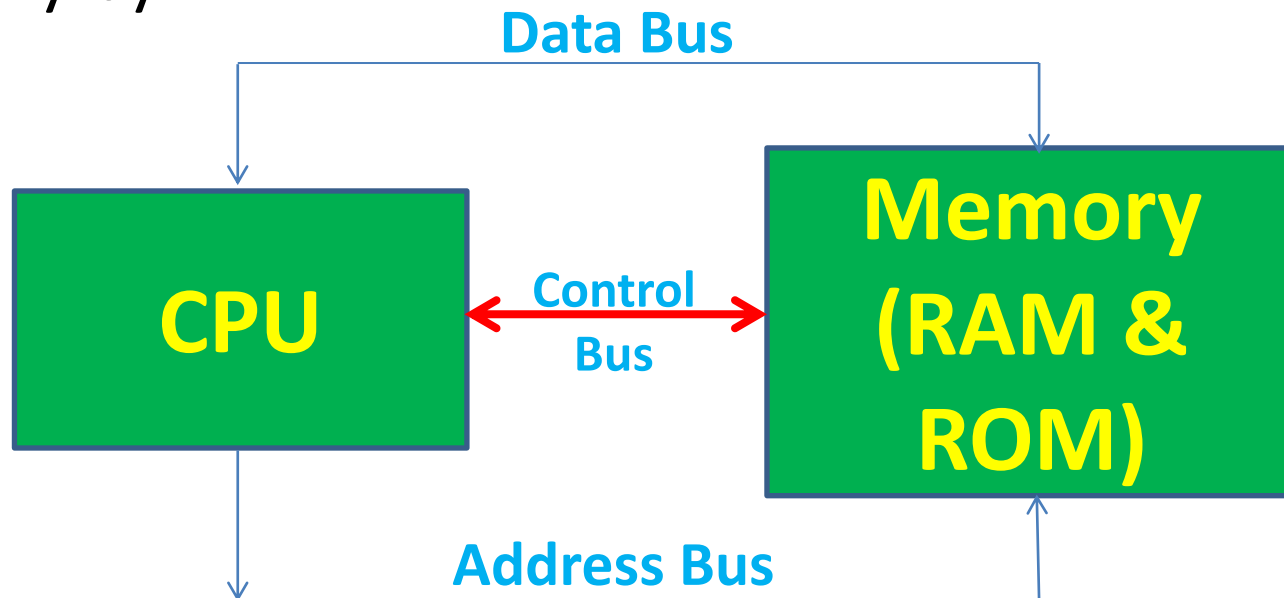 Data Bus
Memory
(RAM &
ROM)
CPU
Control
Bus
Address Bus